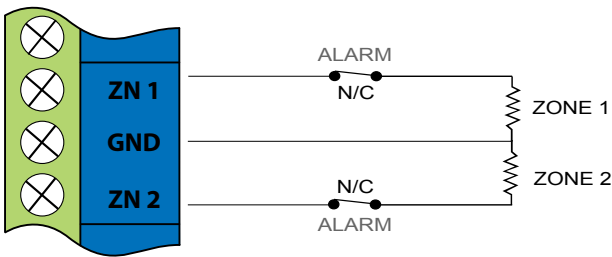 ALARM
ZN 1
N/C
ZONE 1
GND
ZONE 2
N/C
ZN 2
ALARM